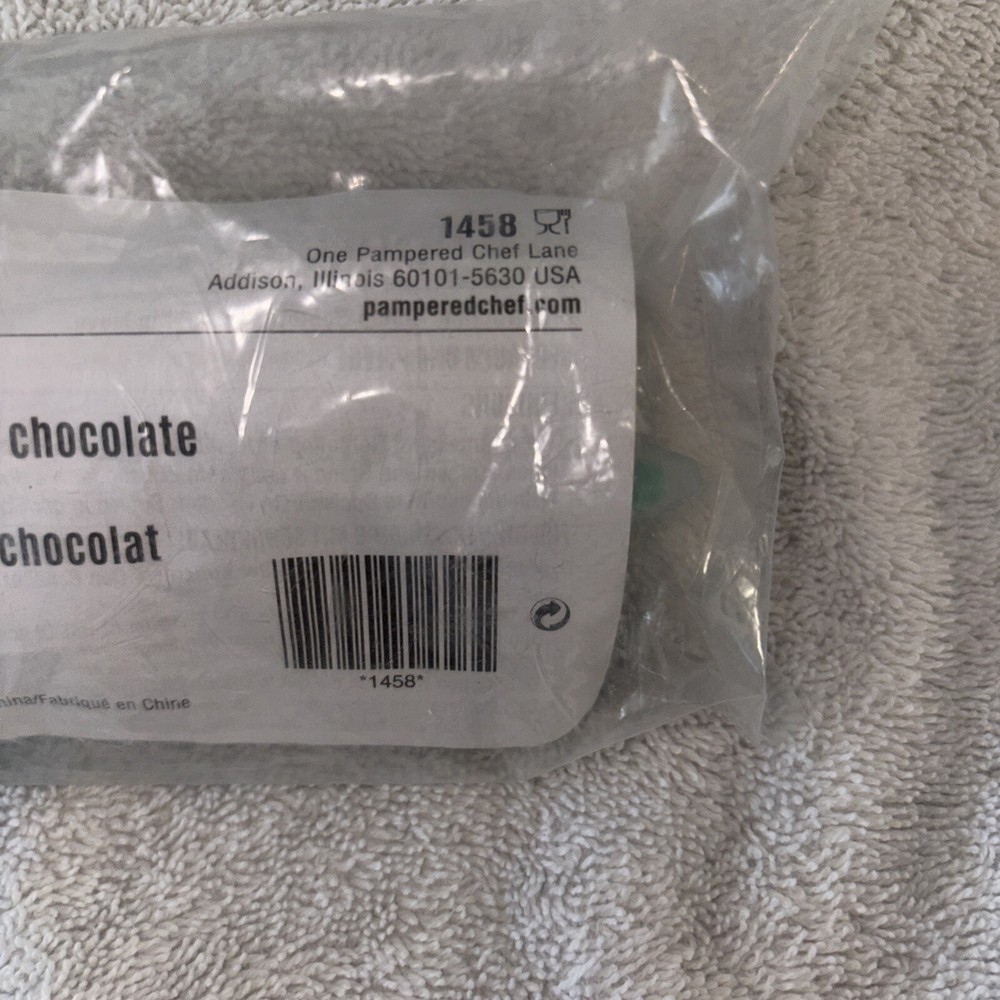 1458
One Pampered Chef Lane
Addison, Illinois 60101-5630 USA
pamperedchef.com
chocolate
chocolat
*1458*
hina/Fabriqué en Chine